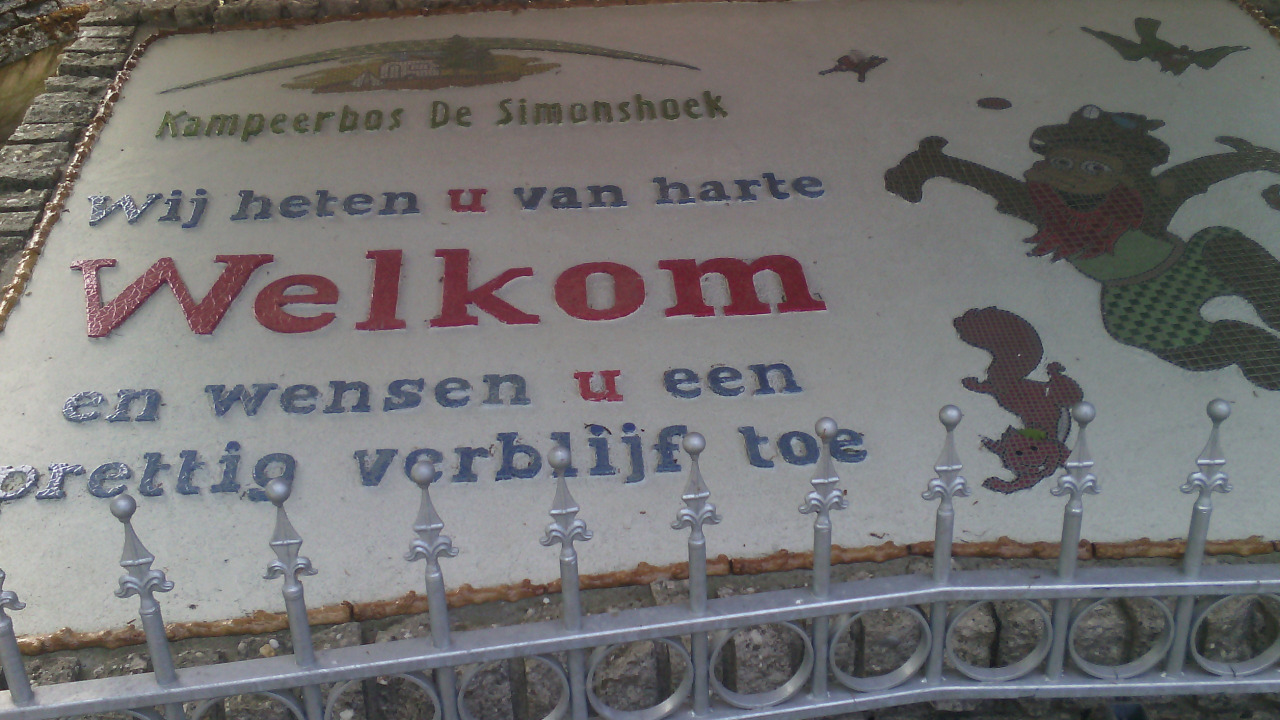 Kampeerbos De Simonshoek
Wij heten u van harte
Welkom
en wensen u een
prettig verblijf toe